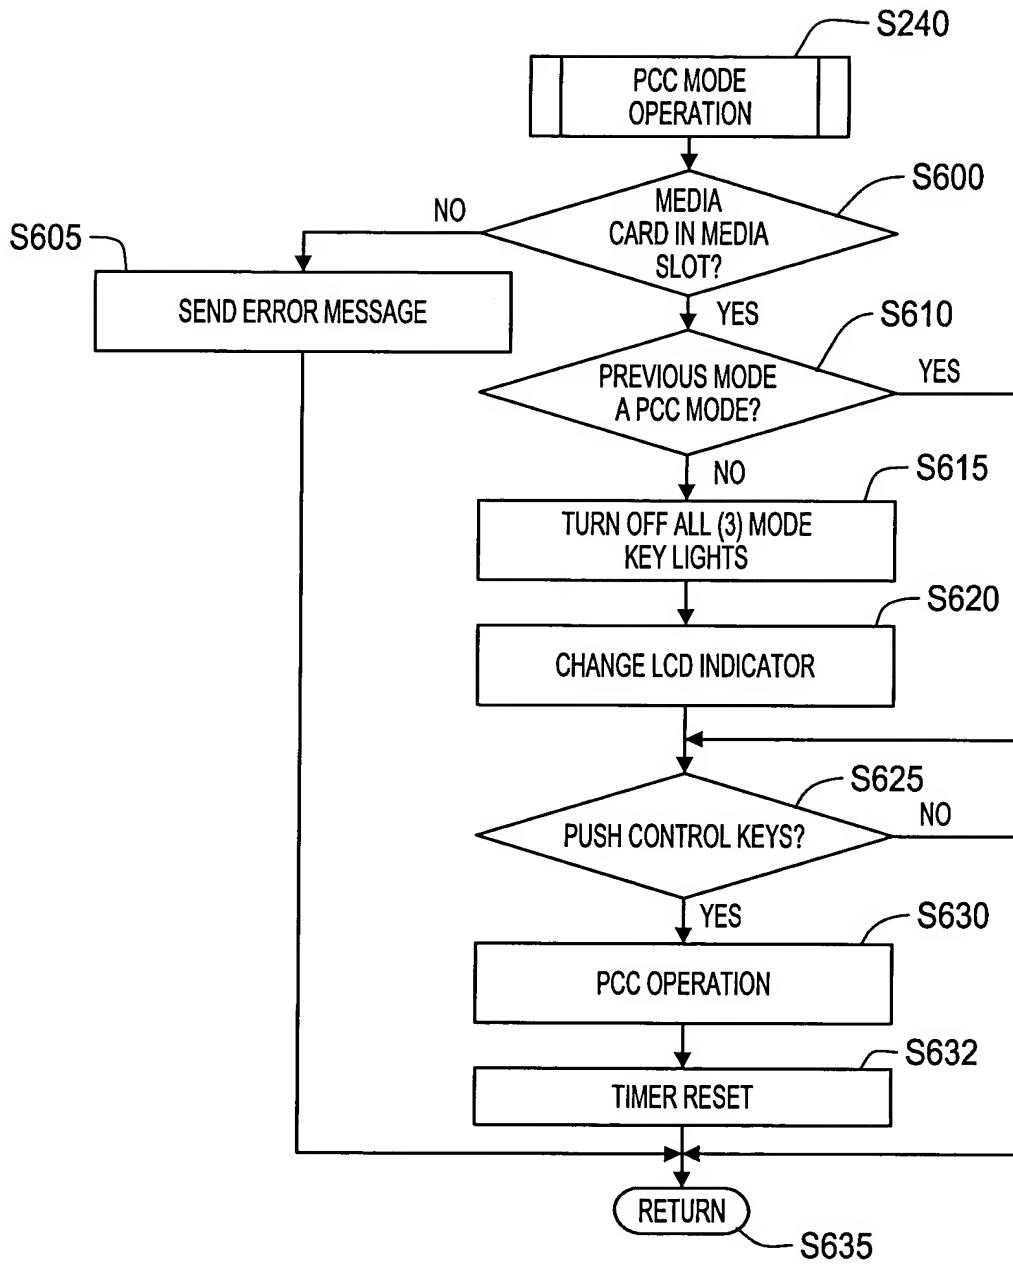 S240
PCC MODE
OPERATION
S600
MEDIA
CARD IN MEDIA
SLOT?
NO
S605
SEND ERROR MESSAGE
YES
S610
PREVIOUS MODE
A PCC MODE?
YES
NO
S615
TURN OFF ALL (3) MODE
KEY LIGHTS
S620
CHANGE LCD INDICATOR
S625
PUSH CONTROL KEYS?
NO
YES
S630
PCC OPERATION
S632
TIMER RESET
RETURN
S635